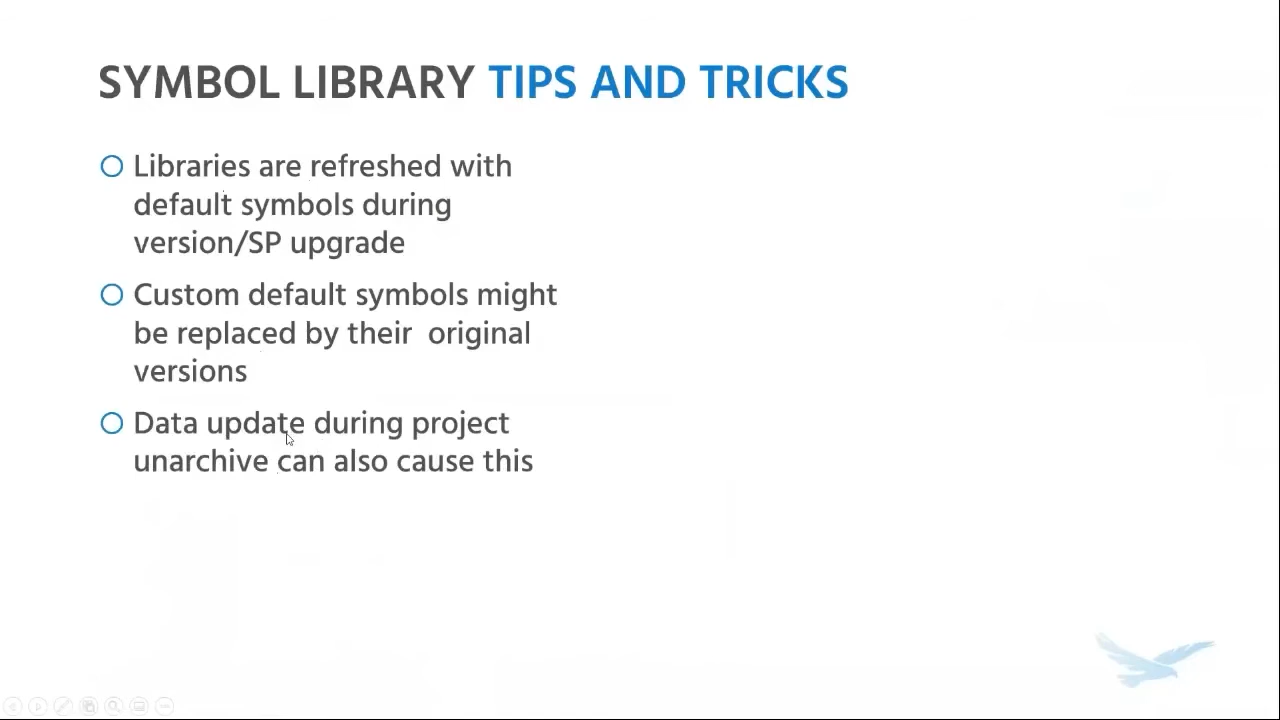 SYMBOL LIBRARY TIPS AND TRICKS
Libraries are refreshed with
default symbols during
version/SP upgrade
Custom default symbols might
be replaced by their  original
versions
Data update during project
unarchive can also cause this